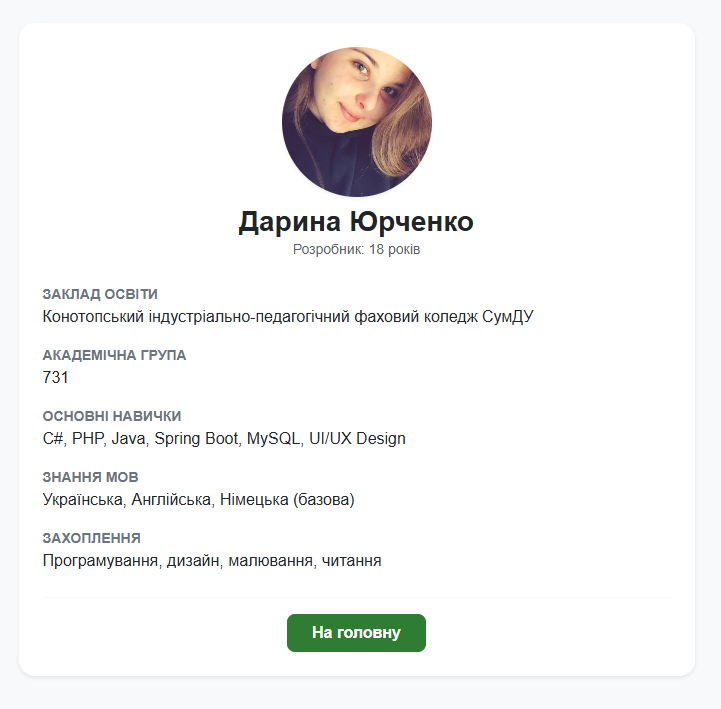 Дарина Юрченко
Розробник: 18 років
ЗАКЛАД ОСВІТИ
Конотопський індустріально-педагогічний фаховий коледж СумДУ
АКАДЕМІЧНА ГРУПА
731
ОСНОВНІ НАВИЧКИ
C#, PHP, Java, Spring Boot, MySQL, UI/UX Design
ЗНАННЯ МОВ
Українська, Англійська, Німецька (базова)
ЗАХОПЛЕННЯ
Програмування, дизайн, малювання, читання
На головну